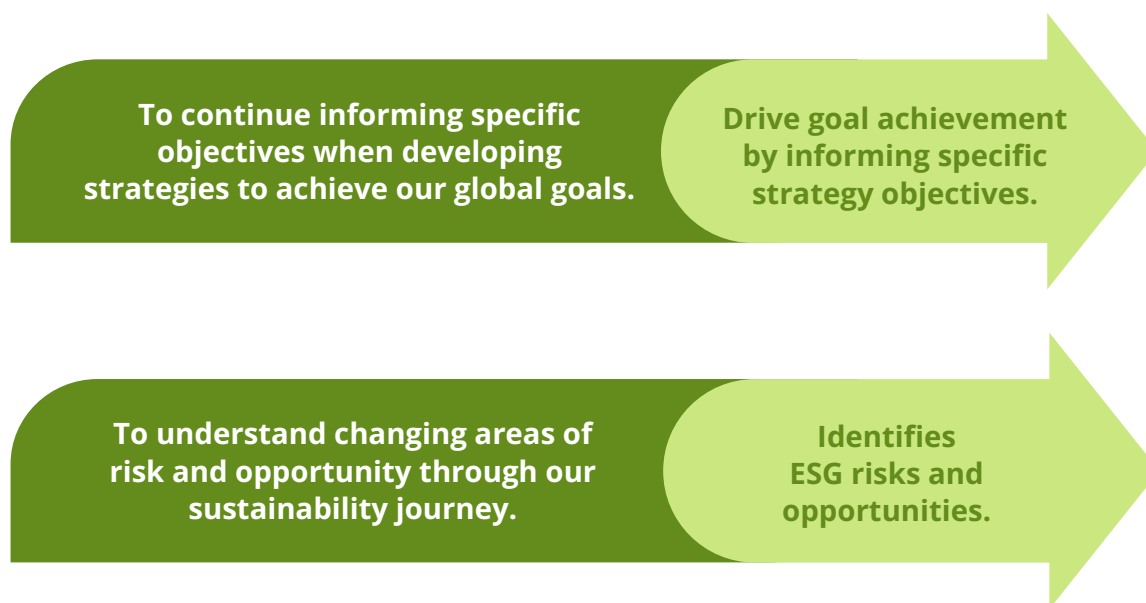 To continue informing specific
objectives when developing
strategies to achieve our global goals.
Drive goal achievement
by informing specific
strategy objectives.
To understand changing areas of
risk and opportunity through our
sustainability journey.
Identifies
ESG risks and
opportunities.